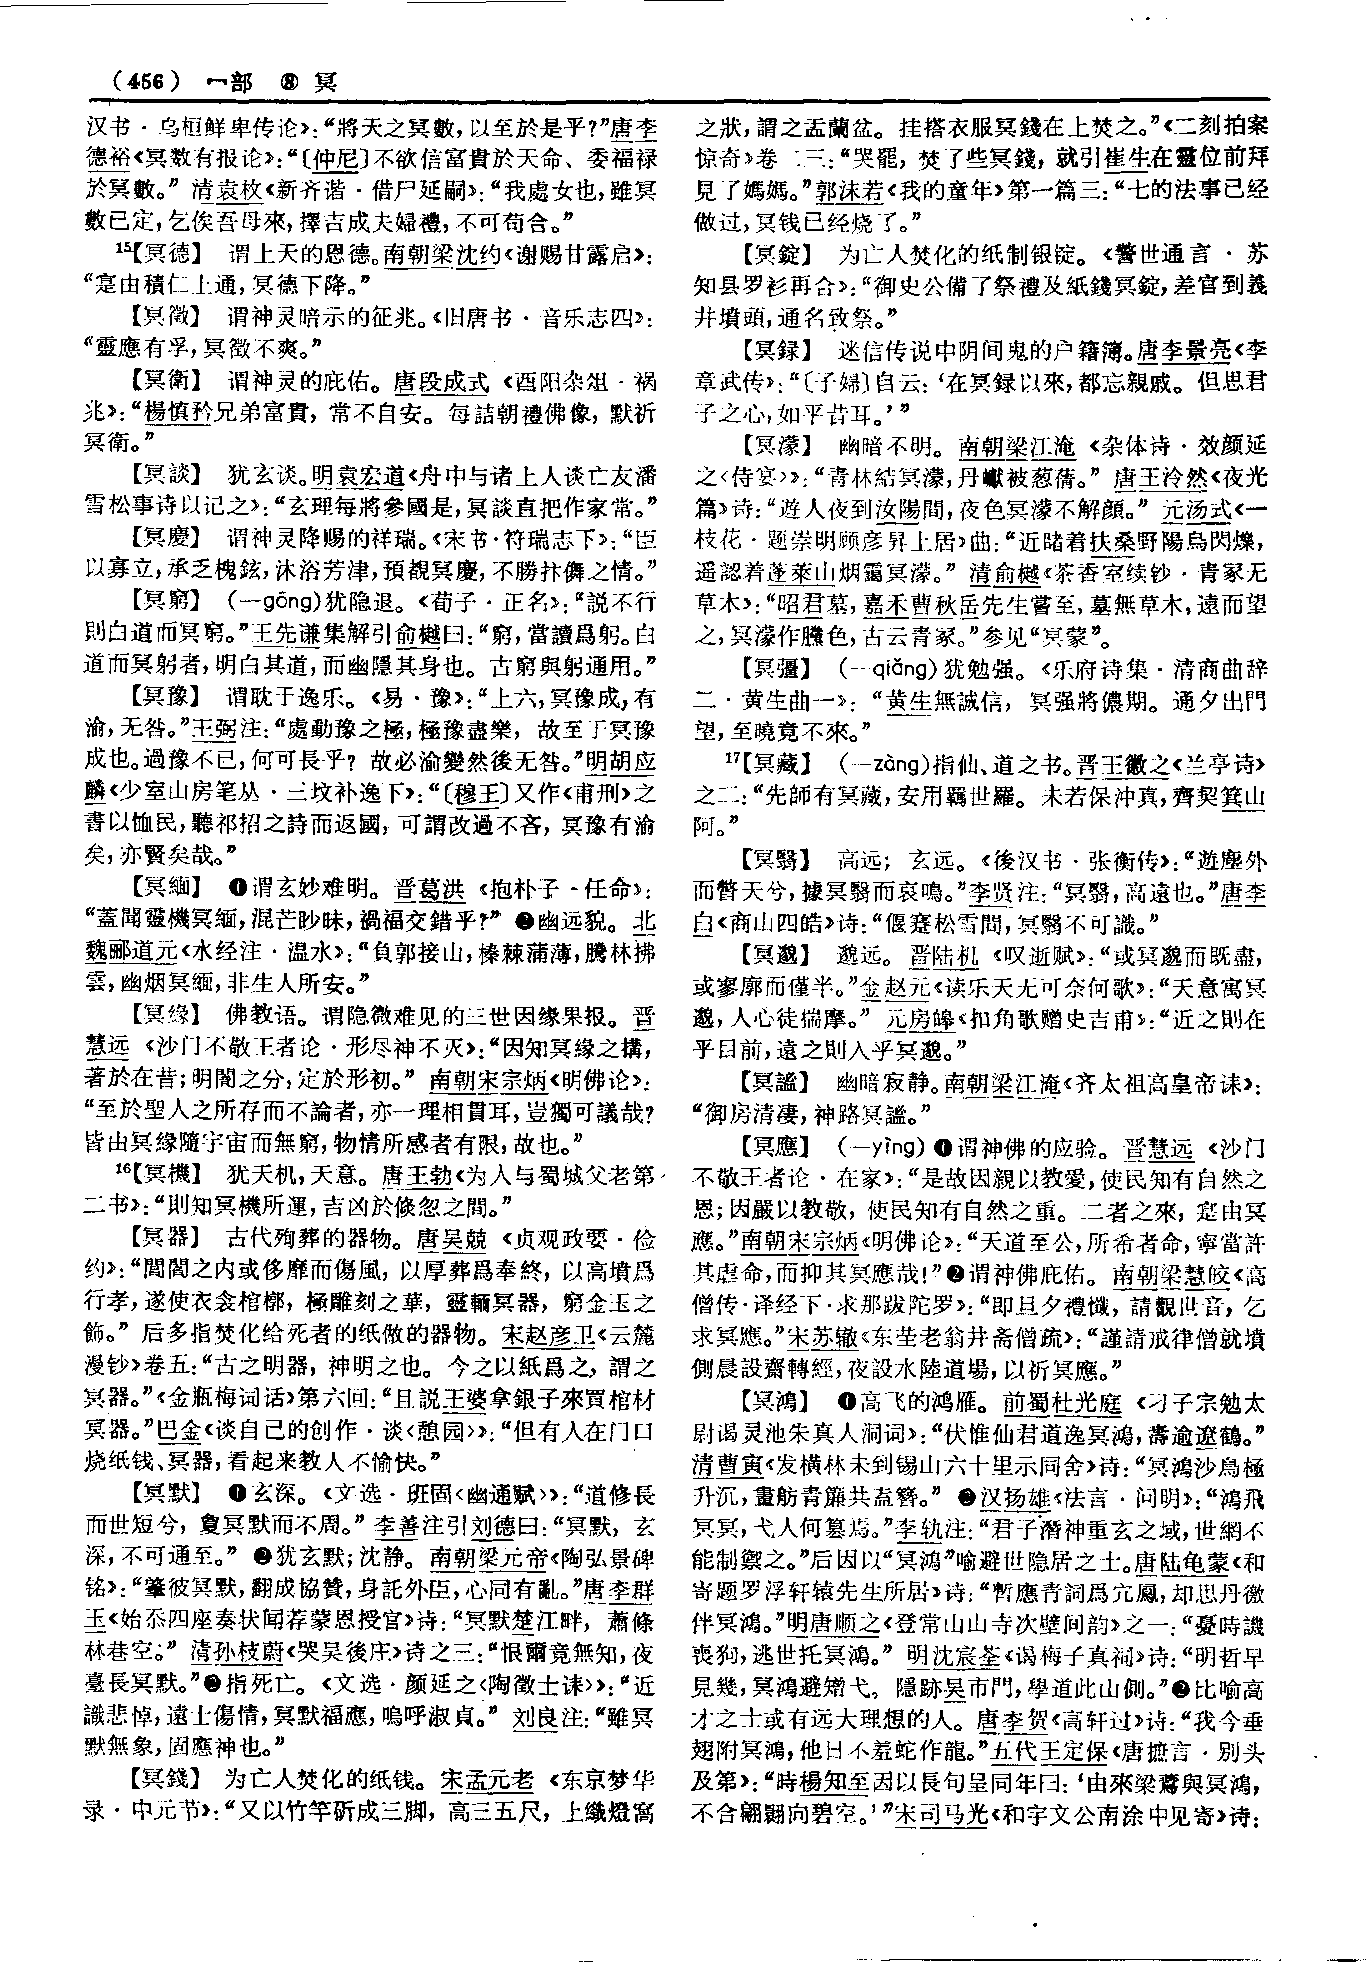 （456） 冖部 ⑧ 冥
汉书·乌桓鲜卑传论》：“將天之冥數，以至於是乎？”唐李
德裕《冥数有报论》：“〔仲尼〕不欲信富貴於天命、委福禄
於冥數。” 清袁枚《新齐谐·借尸延嗣》：“我處女也，雖冥
數已定，乞俟吾母來，擇吉成夫婦禮，不可苟合。”
15【冥德】 谓上天的恩德。南朝梁沈约《谢赐甘露启》：
“寔由積仁上通，冥德下降。”
【冥徵】 谓神灵暗示的征兆。《旧唐书·音乐志四》：
“靈應有孚，冥徵不爽。”
【冥衛】 谓神灵的庇佑。唐段成式《酉阳杂俎·祸
兆》：“楊慎矜兄弟富貴，常不自安。每詰朝禮佛像，默祈
冥衛。”
【冥談】 犹玄谈。明袁宏道《舟中与诸上人谈亡友潘
雪松事诗以记之》：“玄理每將參國是，冥談直把作家常。”
【冥慶】 谓神灵降赐的祥瑞。《宋书·符瑞志下》：“臣
以寡立，承乏槐鉉，沐浴芳津，預覩冥慶，不勝抃儛之情。”
【冥窮】 （—gōng）犹隐退。《荀子·正名》：“説不行
則白道而冥窮。”王先谦集解引俞樾曰：“窮，當讀爲躬。白
道而冥躬者，明白其道，而幽隱其身也。古窮與躬通用。”
【冥豫】 谓耽于逸乐。《易·豫》：“上六，冥豫成，有
渝，无咎。”王弼注：“處動豫之極，極豫盡樂，故至于冥豫
成也。過豫不已，何可長乎？故必渝變然後无咎。”明胡应
麟《少室山房笔丛·三坟补逸下》：“〔穆王〕又作《甫刑》之
書以恤民，聽祁招之詩而返國，可謂改過不吝，冥豫有渝
矣，亦賢矣哉。”
【冥緬】 ❶谓玄妙难明。晋葛洪《抱朴子·任命》：
“蓋聞靈機冥緬，混芒眇昧，禍福交錯乎？”❷幽远貌。北
魏郦道元《水经注·温水》：“負郭接山，榛棘蒲薄，騰林拂
雲，幽烟冥緬，非生人所安。”
【冥缘】 佛教语。谓隐微难见的三世因缘果报。晋
慧远《沙门不敬王者论·形尽神不灭》：“因知冥緣之構，
著於在昔；明闇之分，定於形初。” 南朝宋宗炳《明佛论》：
“至於聖人之所存而不論者，亦一理相貫耳，豈獨可議哉？
皆由冥緣隨宇宙而無窮，物情所感者有限，故也。”
16【冥機】 犹天机，天意。唐王勃《为人与蜀城父老第
二书》：“則知冥機所運，吉凶於倏忽之間。”
【冥器】 古代殉葬的器物。唐吴兢《贞观政要·俭
约》：“閭閻之内或侈靡而傷風，以厚葬爲奉終，以高墳爲
行孝，遂使衣衾棺槨，極雕刻之華，靈輀冥器，窮金玉之
飾。” 后多指焚化给死者的纸做的器物。宋赵彦卫《云麓
漫钞》卷五：“古之明器，神明之也。今之以紙爲之，謂之
冥器。”《金瓶梅词话》第六回：“且説王婆拿銀子來買棺材
冥器。”巴金《谈自己的创作·谈〈憩园〉》：“但有人在门口
烧纸钱、冥器，看起来教人不愉快。”
【冥默】 ❶玄深。《文选·班固〈幽通赋〉》：“道修長
而世短兮，敻冥默而不周。” 李善注引刘德曰：“冥默，玄
深，不可通至。” ❷犹玄默；沈静。南朝梁元帝《陶弘景碑
铭》：“肇彼冥默，翻成協贊，身託外臣，心同有亂。”唐李群
玉《始忝四座奏状闻荐蒙恩授官》诗：“冥默楚江畔，蕭條
林巷空。” 清孙枝蔚《哭吴後庄》诗之三：“恨爾竟無知，夜
臺長冥默。”❸指死亡。《文选·颜延之〈陶徵士诔〉》：“近
識悲悼，遠士傷情，冥默福應，嗚呼淑貞。” 刘良注：“雖冥
默無象，固應神也。”
【冥錢】 为亡人焚化的纸钱。宋孟元老《东京梦华
录·中元节》：“又以竹竿斫成三脚，高三五尺，上織燈窩
之狀，謂之盂蘭盆。挂搭衣服冥錢在上焚之。”《二刻拍案
惊奇》卷二三：“哭罷，焚了些冥錢，就引崔生在靈位前拜
見了媽媽。”郭沫若《我的童年》第一篇三：“七的法事已经
做过，冥钱已经烧了。”
【冥錠】 为亡人焚化的纸制银锭。《警世通言·苏
知县罗衫再合》：“御史公備了祭禮及紙錢冥錠，差官到義
井墳頭，通名致祭。”
【冥録】 迷信传说中阴间鬼的户籍簿。唐李景亮《李
章武传》：“〔子婦〕自云：‘在冥録以來，都忘親戚。但思君
子之心，如平昔耳。’”
【冥濛】 幽暗不明。南朝梁江淹《杂体诗·效颜延
之〈侍宴〉》：“青林結冥濛，丹巘被葱蒨。” 唐王泠然《夜光
篇》诗：“遊人夜到汝陽間，夜色冥濛不解顔。” 元汤式《一
枝花·题崇明顾彦昇上居》曲：“近睹着扶桑野陽烏閃爍，
遥認着蓬萊山烟靄冥濛。” 清俞樾《茶香室续钞·青冢无
草木》：“昭君墓，嘉禾曹秋岳先生嘗至，墓無草木，遠而望
之，冥濛作黱色，古云青冢。”参见“冥蒙”。
【冥彊】 （—qiǎng）犹勉强。《乐府诗集·清商曲辞
二·黄生曲一》：“黄生無誠信，冥强將儂期。通夕出門
望，至曉竟不來。”
17【冥藏】 （—zàng）指仙、道之书。晋王徽之《兰亭诗》
之二：“先師有冥藏，安用羈世羅。未若保沖真，齊契箕山
阿。”
【冥翳】 高远；玄远。《後汉书·张衡传》：“遊塵外
而瞥天兮，據冥翳而哀鳴。”李贤注：“冥翳，高遠也。”唐李
白《商山四皓》诗：“偃蹇松雪間，冥翳不可識。”
【冥邈】 邈远。晋陆机《叹逝赋》：“或冥邈而既盡，
或寥廓而僅半。”金赵元《读乐天无可奈何歌》：“天意寓冥
邈，人心徒揣摩。” 元房皞《扣角歌赠史吉甫》：“近之則在
乎目前，遠之則入乎冥邈。”
【冥謐】 幽暗寂静。南朝梁江淹《齐太祖高皇帝诔》：
“御房清凄，神路冥謐。”
【冥應】 （—yìng）❶谓神佛的应验。晋慧远《沙门
不敬王者论·在家》：“是故因親以教愛，使民知有自然之
恩；因嚴以教敬，使民知有自然之重。二者之來，寔由冥
應。”南朝宋宗炳《明佛论》：“天道至公，所希者命，寧當許
其虐命，而抑其冥應哉！”❷谓神佛庇佑。南朝梁慧皎《高
僧传·译经下·求那跋陀罗》：“即旦夕禮懺，請觀世音，乞
求冥應。”宋苏辙《东茔老翁井斋僧疏》：“謹請戒律僧就墳
側晨設齋轉經，夜設水陸道場，以祈冥應。”
【冥鴻】 ❶高飞的鸿雁。前蜀杜光庭《刁子宗勉太
尉谒灵池朱真人洞词》：“伏惟仙君道逸冥鴻，壽逾遼鶴。”
清曹寅《发横林未到锡山六十里示同舍》诗：“冥鴻沙鳥極
升沉，畫舫青簾共盍簪。” ❷汉扬雄《法言·问明》：“鴻飛
冥冥，弋人何篡焉。”李轨注：“君子潛神重玄之域，世網不
能制禦之。”后因以“冥鴻”喻避世隐居之士。唐陆龟蒙《和
寄题罗浮轩辕先生所居》诗：“暫應青詞爲穴鳳，却思丹徼
伴冥鴻。”明唐顺之《登常山山寺次壁间韵》之一：“憂時譏
喪狗，逃世托冥鴻。” 明沈宸荃《谒梅子真祠》诗：“明哲早
見幾，冥鴻避矰弋。隱跡吴市門，學道此山側。”❸比喻高
才之士或有远大理想的人。唐李贺《高轩过》诗：“我今垂
翅附冥鴻，他日不羞蛇作龍。”五代王定保《唐摭言·别头
及第》：“時楊知至因以長句呈同年曰：‘由來梁鷰與冥鴻，
不合翩翾向碧空。’”宋司马光《和宇文公南涂中见寄》诗：